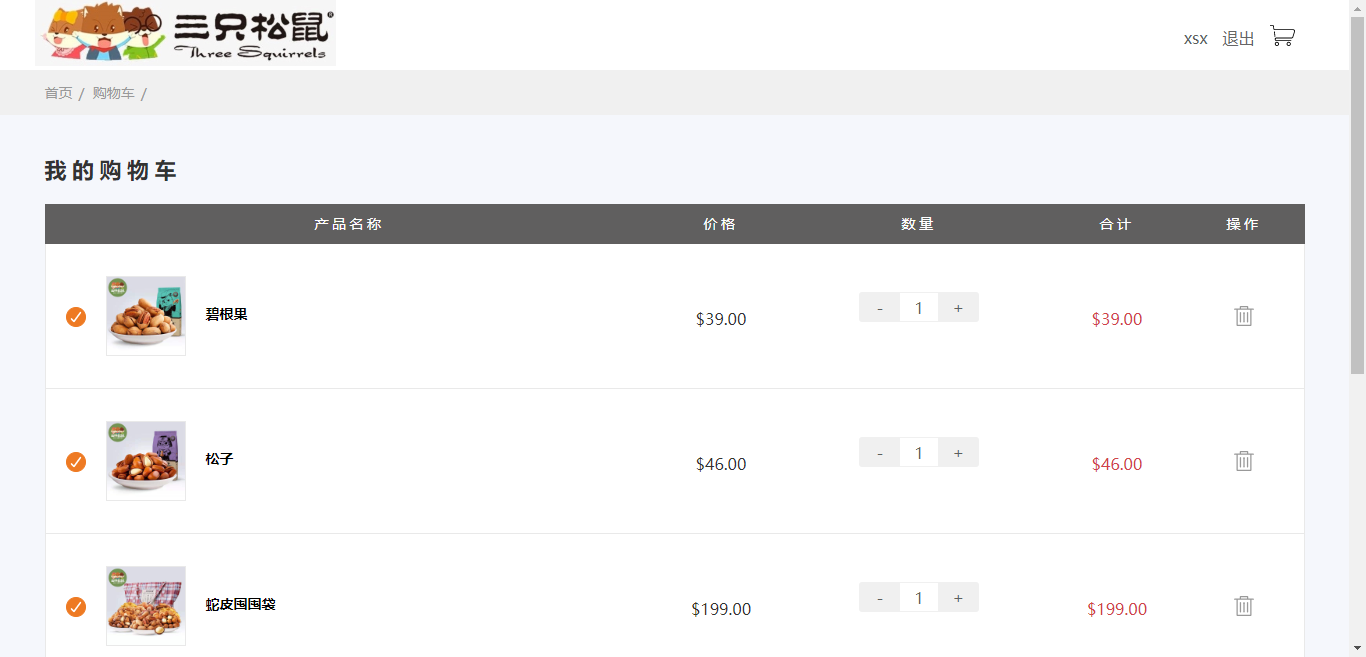 三只松鼠®
Three Squirrels
xsx 退出
首页 / 购物车 /
我的购物车
产品名称 价格 数量 合计 操作
碧根果 $39.00 - 1 + $39.00
松子 $46.00 - 1 + $46.00
蛇皮囤囤袋 $199.00 - 1 + $199.00